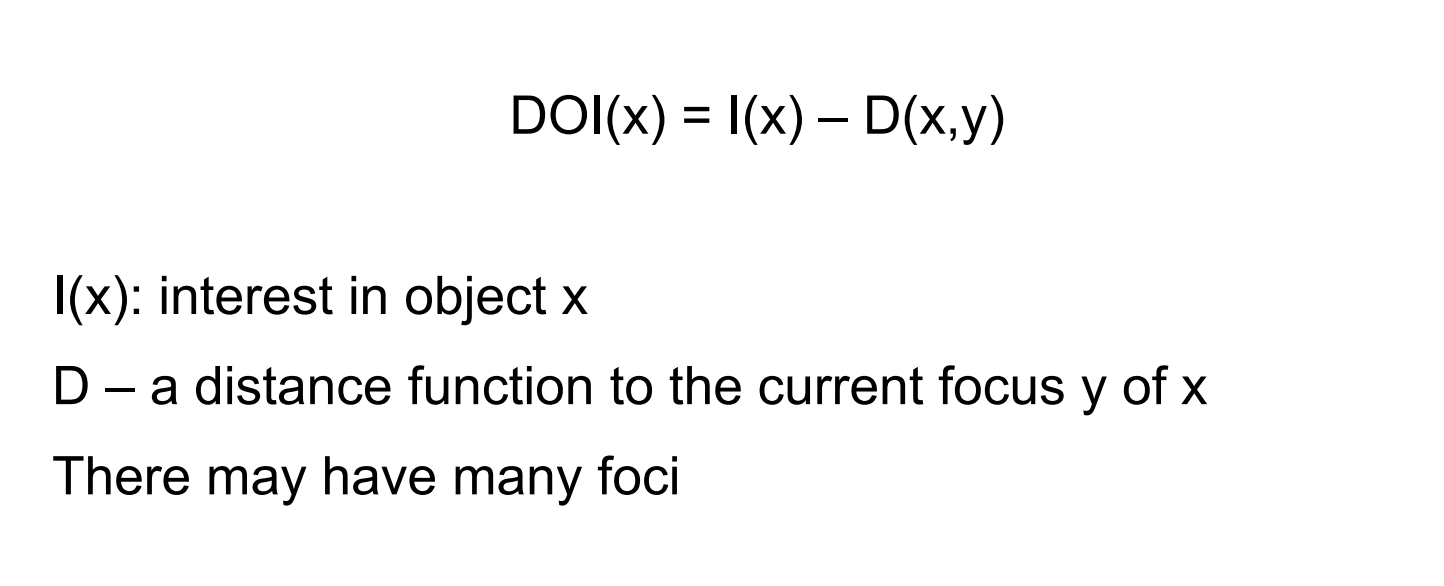 DOI(x) = I(x) – D(x,y)
I(x): interest in object x
D – a distance function to the current focus y of x
There may have many foci